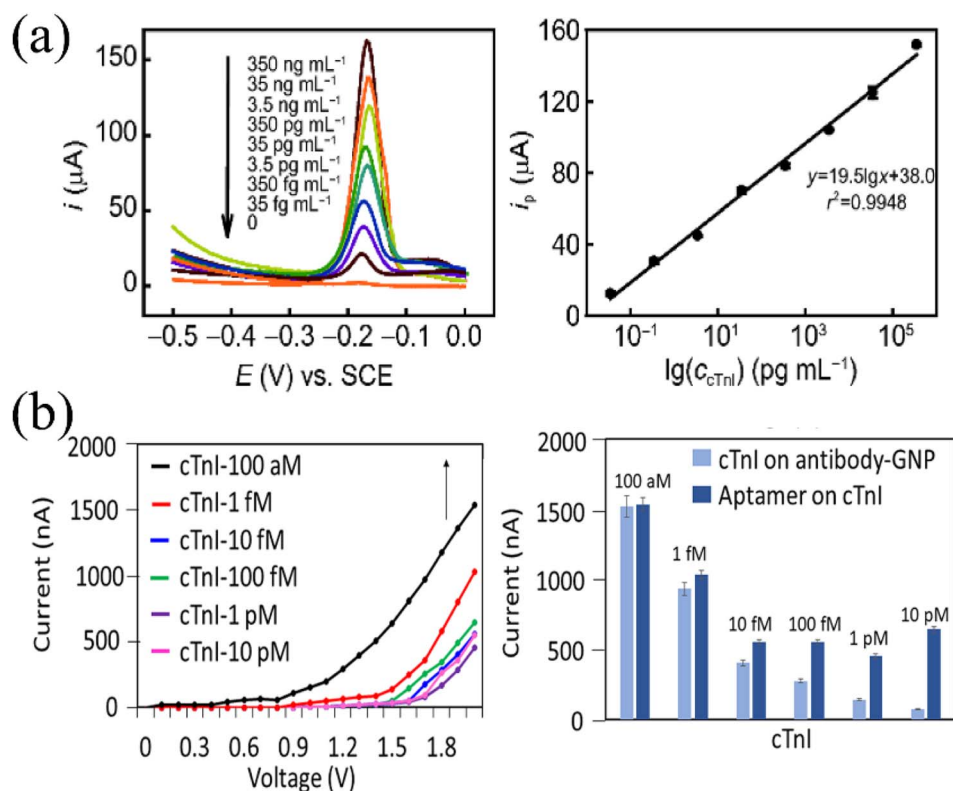 (a)
150
100
50
0
i (μA)
350 ng mL⁻¹
35 ng mL⁻¹
3.5 ng mL⁻¹
350 pg mL⁻¹
35 pg mL⁻¹
3.5 pg mL⁻¹
350 fg mL⁻¹
35 fg mL⁻¹
0
−0.5 −0.4 −0.3 −0.2 −0.1 0.0
E (V) vs. SCE
160
120
80
40
0
iₚ (μA)
y=19.5lgx+38.0
r²=0.9948
10⁻¹ 10¹ 10³ 10⁵
lg(c_cTnI) (pg mL⁻¹)
(b)
2000
1500
1000
500
0
Current (nA)
cTnI-100 aM
cTnI-1 fM
cTnI-10 fM
cTnI-100 fM
cTnI-1 pM
cTnI-10 pM
0 0.3 0.6 0.9 1.2 1.5 1.8
Voltage (V)
2000
1500
1000
500
0
Current (nA)
cTnI on antibody-GNP
Aptamer on cTnI
100 aM
1 fM
10 fM
100 fM
1 pM
10 pM
cTnI